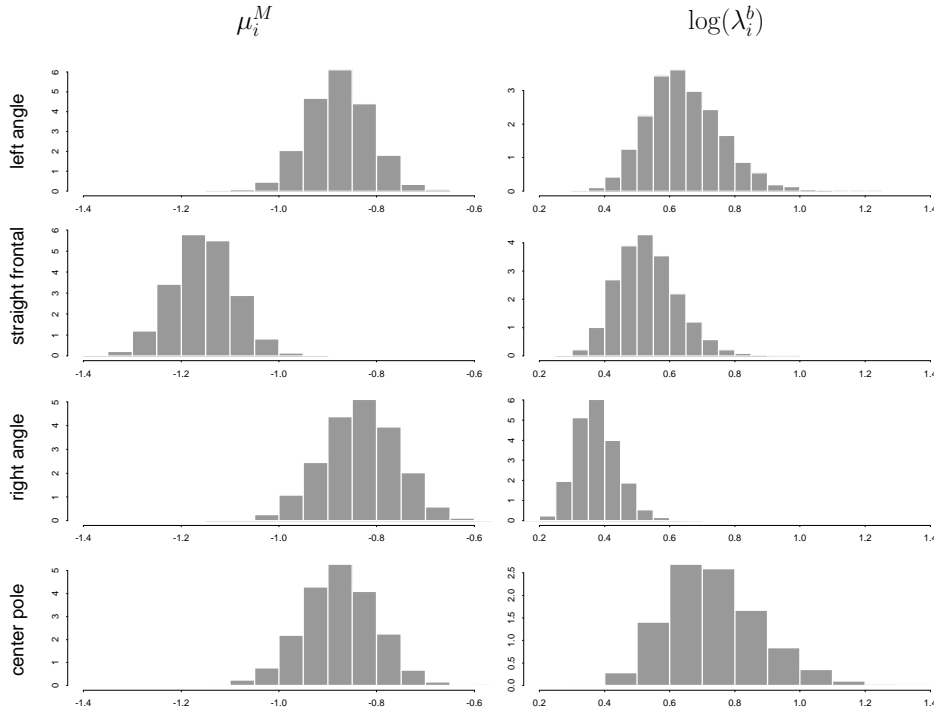 μ_i^M log(λ_i^b)
left angle
0 1 2 3 4 5 6
-1.4 -1.2 -1.0 -0.8 -0.6
0 1 2 3
0.2 0.4 0.6 0.8 1.0 1.2 1.4
straight frontal
0 1 2 3 4 5 6
-1.4 -1.2 -1.0 -0.8 -0.6
0 1 2 3 4
0.2 0.4 0.6 0.8 1.0 1.2 1.4
right angle
0 1 2 3 4 5
-1.4 -1.2 -1.0 -0.8 -0.6
0 1 2 3 4 5 6
0.2 0.4 0.6 0.8 1.0 1.2 1.4
center pole
0 1 2 3 4 5
-1.4 -1.2 -1.0 -0.8 -0.6
0.0 0.5 1.0 1.5 2.0 2.5
0.2 0.4 0.6 0.8 1.0 1.2 1.4